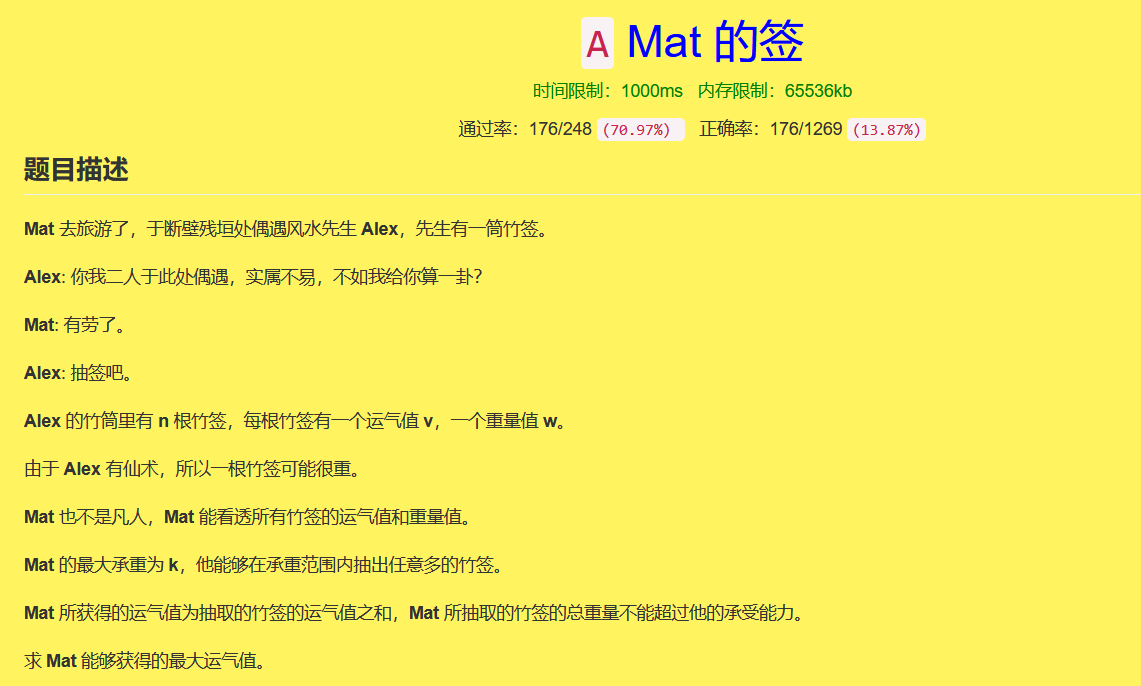 A Mat 的签
时间限制：1000ms 内存限制：65536kb
通过率：176/248 (70.97%) 正确率：176/1269 (13.87%)
题目描述
Mat 去旅游了，于断壁残垣处偶遇风水先生 Alex，先生有一筒竹签。
Alex: 你我二人于此处偶遇，实属不易，不如我给你算一卦?
Mat: 有劳了。
Alex: 抽签吧。
Alex 的竹筒里有 n 根竹签，每根竹签有一个运气值 v，一个重量值 w。
由于 Alex 有仙术，所以一根竹签可能很重。
Mat 也不是凡人，Mat 能看透所有竹签的运气值和重量值。
Mat 的最大承重为 k，他能够在承重范围内抽出任意多的竹签。
Mat 所获得的运气值为抽取的竹签的运气值之和，Mat 所抽取的竹签的总重量不能超过他的承受能力。
求 Mat 能够获得的最大运气值。